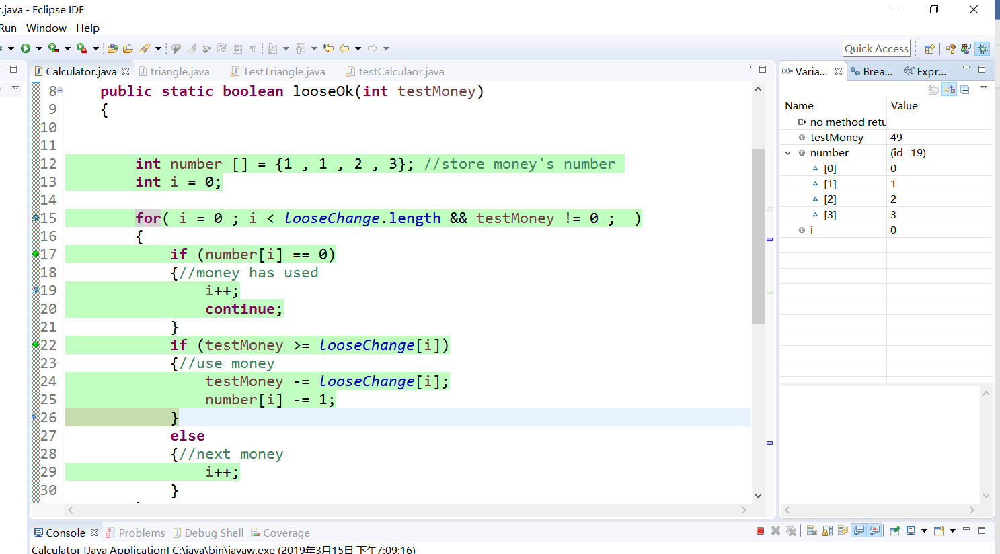 r.java - Eclipse IDE
Run Window Help
Quick Access
Calculator.java triangle.java TestTriangle.java testCalculaor.java
(x)= Varia... Brea... Expr...
8 public static boolean looseOk(int testMoney)
9 {
10
11
12 int number [] = {1 , 1 , 2 , 3}; //store money's number
13 int i = 0;
14
15 for( i = 0 ; i < looseChange.length && testMoney != 0 ; )
16 {
17 if (number[i] == 0)
18 {//money has used
19 i++;
20 continue;
21 }
22 if (testMoney >= looseChange[i])
23 {//use money
24 testMoney -= looseChange[i];
25 number[i] -= 1;
26 }
27 else
28 {//next money
29 i++;
30 }
Name Value
no method retu
testMoney 49
number (id=19)
[0] 0
[1] 1
[2] 2
[3] 3
i 0
Console Problems Debug Shell Coverage
Calculator [Java Application] C:\java\bin\javaw.exe (2019年3月15日 下午7:09:16)